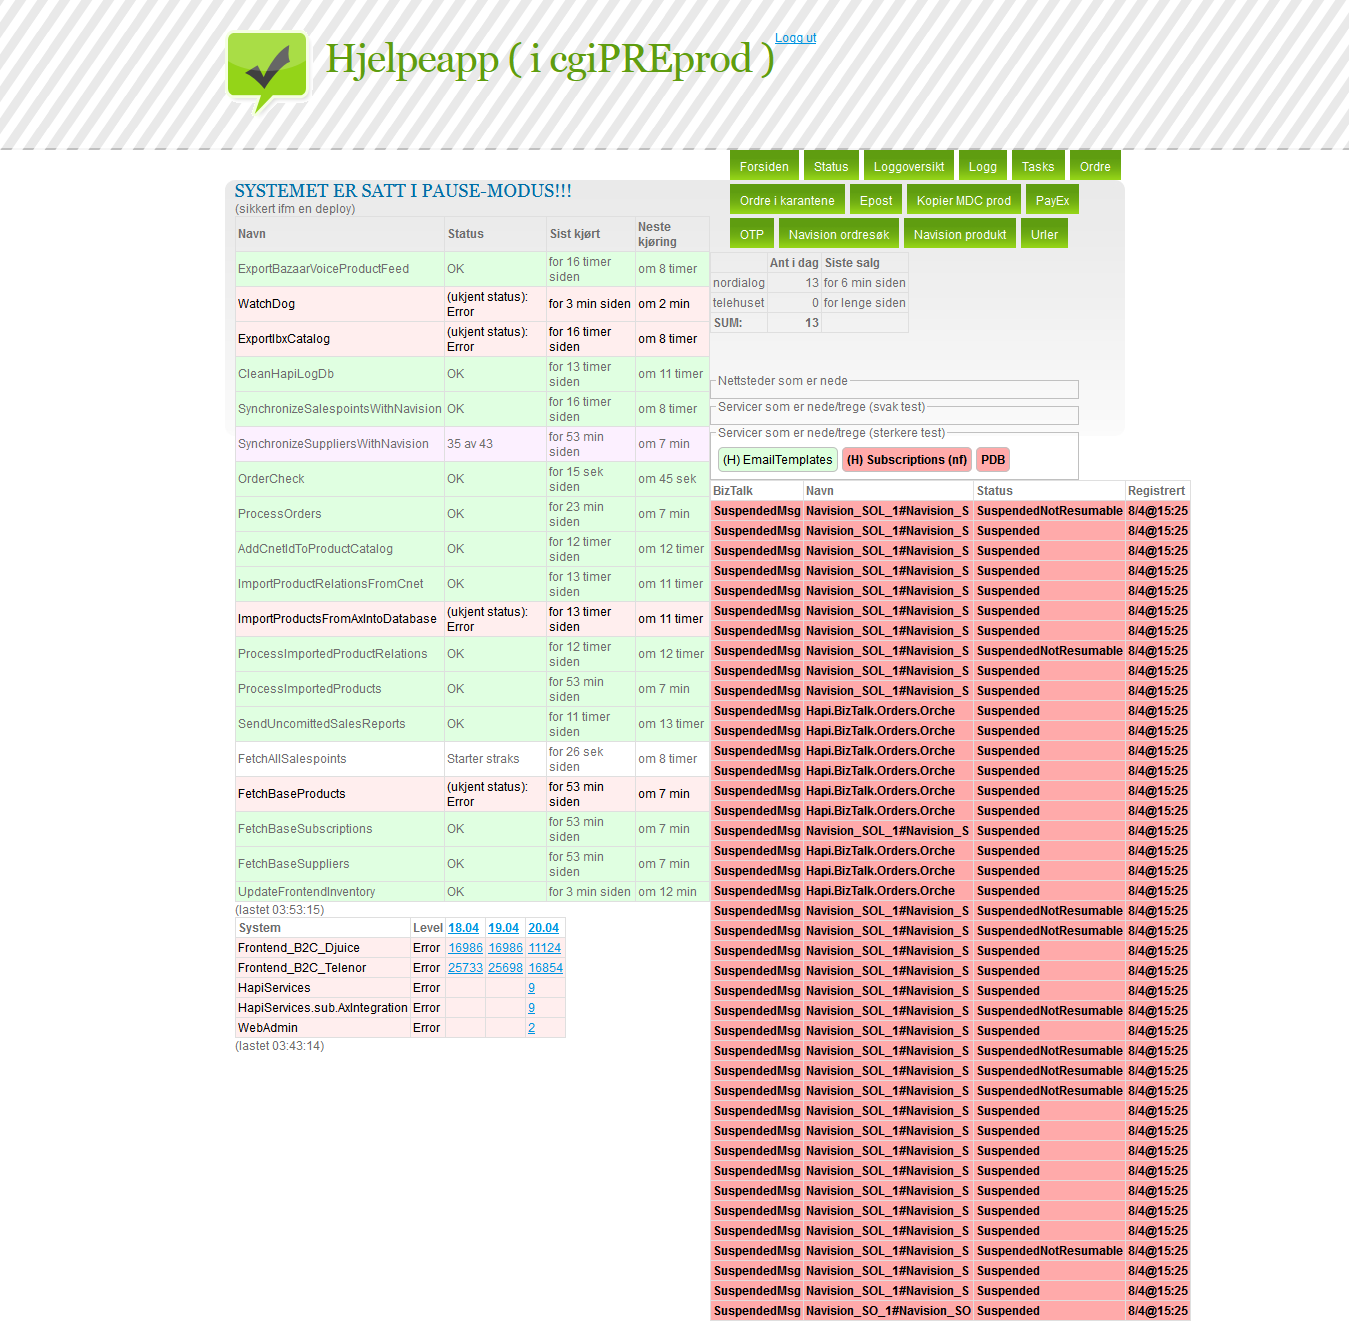 Hjelpeapp ( i cgiPREprod )
Logg ut
Forsiden Status Loggoversikt Logg Tasks Ordre
Ordre i karantene Epost Kopier MDC prod PayEx
OTP Navision ordresøk Navision produkt Urler
SYSTEMET ER SATT I PAUSE-MODUS!!!
(sikkert ifm en deploy)
Navn Status Sist kjørt Neste kjøring
ExportBazaarVoiceProductFeed OK for 16 timer siden om 8 timer
WatchDog (ukjent status): Error for 3 min siden om 2 min
ExportIbxCatalog (ukjent status): Error for 16 timer siden om 8 timer
CleanHapiLogDb OK for 13 timer siden om 11 timer
SynchronizeSalespointsWithNavision OK for 16 timer siden om 8 timer
SynchronizeSuppliersWithNavision 35 av 43 for 53 min siden om 7 min
OrderCheck OK for 15 sek siden om 45 sek
ProcessOrders OK for 23 min siden om 7 min
AddCnetIdToProductCatalog OK for 12 timer siden om 12 timer
ImportProductRelationsFromCnet OK for 13 timer siden om 11 timer
ImportProductsFromAxIntoDatabase (ukjent status): Error for 13 timer siden om 11 timer
ProcessImportedProductRelations OK for 12 timer siden om 12 timer
ProcessImportedProducts OK for 53 min siden om 7 min
SendUncomittedSalesReports OK for 11 timer siden om 13 timer
FetchAllSalespoints Starter straks for 26 sek siden om 8 timer
FetchBaseProducts (ukjent status): Error for 53 min siden om 7 min
FetchBaseSubscriptions OK for 53 min siden om 7 min
FetchBaseSuppliers OK for 53 min siden om 7 min
UpdateFrontendInventory OK for 3 min siden om 12 min
(lastet 03:53:15)
System Level 18.04 19.04 20.04
Frontend_B2C_Djuice Error 16986 16986 11124
Frontend_B2C_Telenor Error 25733 25698 16854
HapiServices Error 9
HapiServices.sub.AxIntegration Error 9
WebAdmin Error 2
(lastet 03:43:14)
Ant i dag Siste salg
nordialog 13 for 6 min siden
telehuset 0 for lenge siden
SUM: 13
Nettsteder som er nede
Servicer som er nede/trege (svak test)
Servicer som er nede/trege (sterkere test)
(H) EmailTemplates (H) Subscriptions (nf) PDB
BizTalk Navn Status Registrert
SuspendedMsg Navision_SOL_1#Navision_S SuspendedNotResumable 8/4@15:25
SuspendedMsg Navision_SOL_1#Navision_S Suspended 8/4@15:25
SuspendedMsg Navision_SOL_1#Navision_S Suspended 8/4@15:25
SuspendedMsg Navision_SOL_1#Navision_S Suspended 8/4@15:25
SuspendedMsg Navision_SOL_1#Navision_S Suspended 8/4@15:25
SuspendedMsg Navision_SOL_1#Navision_S Suspended 8/4@15:25
SuspendedMsg Navision_SOL_1#Navision_S Suspended 8/4@15:25
SuspendedMsg Navision_SOL_1#Navision_S SuspendedNotResumable 8/4@15:25
SuspendedMsg Navision_SOL_1#Navision_S Suspended 8/4@15:25
SuspendedMsg Navision_SOL_1#Navision_S Suspended 8/4@15:25
SuspendedMsg Hapi.BizTalk.Orders.Orche Suspended 8/4@15:25
SuspendedMsg Hapi.BizTalk.Orders.Orche Suspended 8/4@15:25
SuspendedMsg Hapi.BizTalk.Orders.Orche Suspended 8/4@15:25
SuspendedMsg Hapi.BizTalk.Orders.Orche Suspended 8/4@15:25
SuspendedMsg Hapi.BizTalk.Orders.Orche Suspended 8/4@15:25
SuspendedMsg Hapi.BizTalk.Orders.Orche Suspended 8/4@15:25
SuspendedMsg Navision_SOL_1#Navision_S Suspended 8/4@15:25
SuspendedMsg Hapi.BizTalk.Orders.Orche Suspended 8/4@15:25
SuspendedMsg Hapi.BizTalk.Orders.Orche Suspended 8/4@15:25
SuspendedMsg Hapi.BizTalk.Orders.Orche Suspended 8/4@15:25
SuspendedMsg Navision_SOL_1#Navision_S SuspendedNotResumable 8/4@15:25
SuspendedMsg Navision_SOL_1#Navision_S SuspendedNotResumable 8/4@15:25
SuspendedMsg Navision_SOL_1#Navision_S Suspended 8/4@15:25
SuspendedMsg Navision_SOL_1#Navision_S Suspended 8/4@15:25
SuspendedMsg Navision_SOL_1#Navision_S Suspended 8/4@15:25
SuspendedMsg Navision_SOL_1#Navision_S SuspendedNotResumable 8/4@15:25
SuspendedMsg Navision_SOL_1#Navision_S Suspended 8/4@15:25
SuspendedMsg Navision_SOL_1#Navision_S SuspendedNotResumable 8/4@15:25
SuspendedMsg Navision_SOL_1#Navision_S SuspendedNotResumable 8/4@15:25
SuspendedMsg Navision_SOL_1#Navision_S SuspendedNotResumable 8/4@15:25
SuspendedMsg Navision_SOL_1#Navision_S Suspended 8/4@15:25
SuspendedMsg Navision_SOL_1#Navision_S Suspended 8/4@15:25
SuspendedMsg Navision_SOL_1#Navision_S Suspended 8/4@15:25
SuspendedMsg Navision_SOL_1#Navision_S Suspended 8/4@15:25
SuspendedMsg Navision_SOL_1#Navision_S Suspended 8/4@15:25
SuspendedMsg Navision_SOL_1#Navision_S Suspended 8/4@15:25
SuspendedMsg Navision_SOL_1#Navision_S Suspended 8/4@15:25
SuspendedMsg Navision_SOL_1#Navision_S SuspendedNotResumable 8/4@15:25
SuspendedMsg Navision_SOL_1#Navision_S Suspended 8/4@15:25
SuspendedMsg Navision_SOL_1#Navision_S Suspended 8/4@15:25
SuspendedMsg Navision_SO_1#Navision_SO Suspended 8/4@15:25